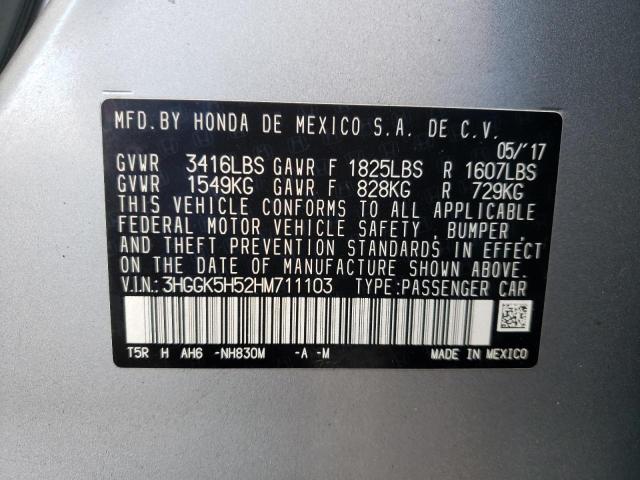 MFD. BY HONDA DE MEXICO S.A. DE C.V.
05/'17
GVWR 3416LBS GAWR F 1825LBS R 1607LBS
GVWR 1549KG GAWR F 828KG R 729KG
THIS VEHICLE CONFORMS TO ALL APPLICABLE
FEDERAL MOTOR VEHICLE SAFETY, BUMPER,
AND THEFT PREVENTION STANDARDS IN EFFECT
ON THE DATE OF MANUFACTURE SHOWN ABOVE.
V.I.N.: 3HGGK5H52HM711103 TYPE: PASSENGER CAR
T5R H AH6 -NH830M -A -M MADE IN MEXICO